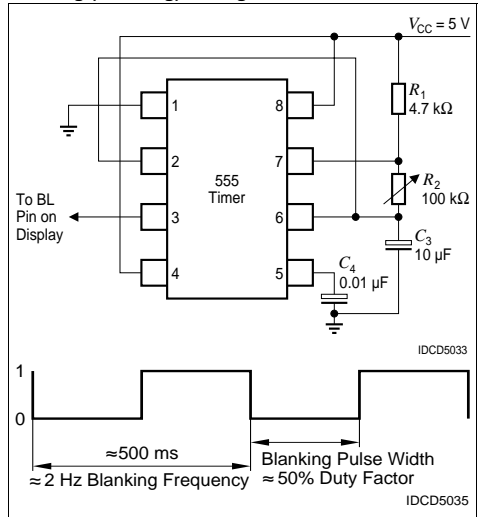 V_CC = 5 V
R_1
4.7 kΩ
1
8
2
7
555
Timer
R_2
100 kΩ
To BL
Pin on
Display
3
6
C_3
10 µF
4
5
C_4
0.01 µF
IDCD5033
1
0
≈500 ms
≈ 2 Hz Blanking Frequency
Blanking Pulse Width
≈ 50% Duty Factor
IDCD5035